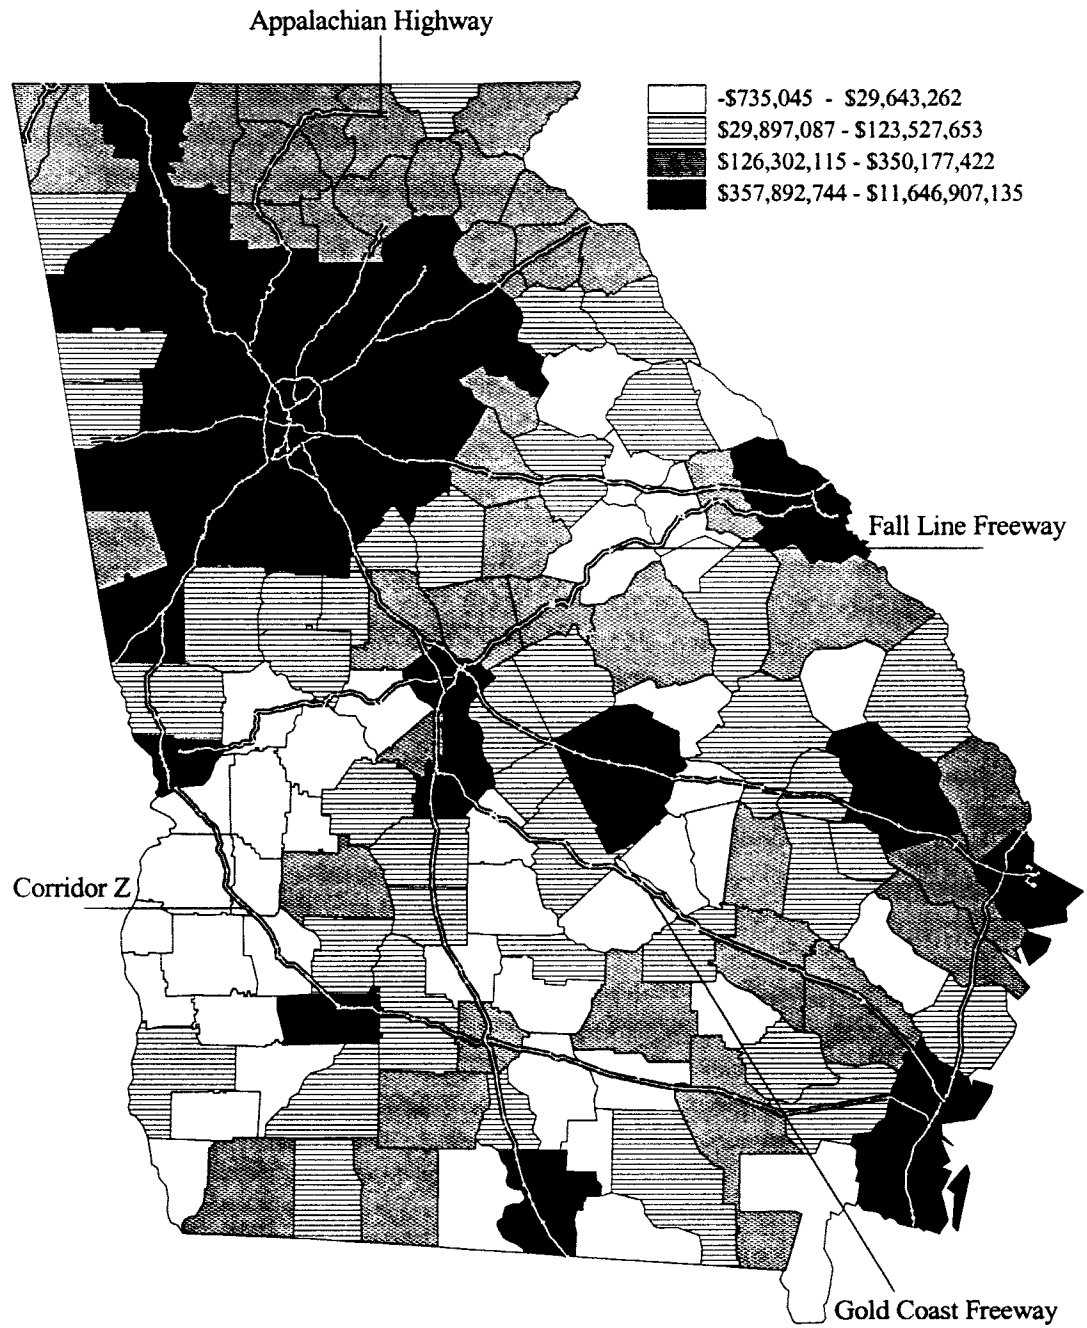 Appalachian Highway
-$735,045 - $29,643,262
$29,897,087 - $123,527,653
$126,302,115 - $350,177,422
$357,892,744 - $11,646,907,135
Fall Line Freeway
Corridor Z
Gold Coast Freeway